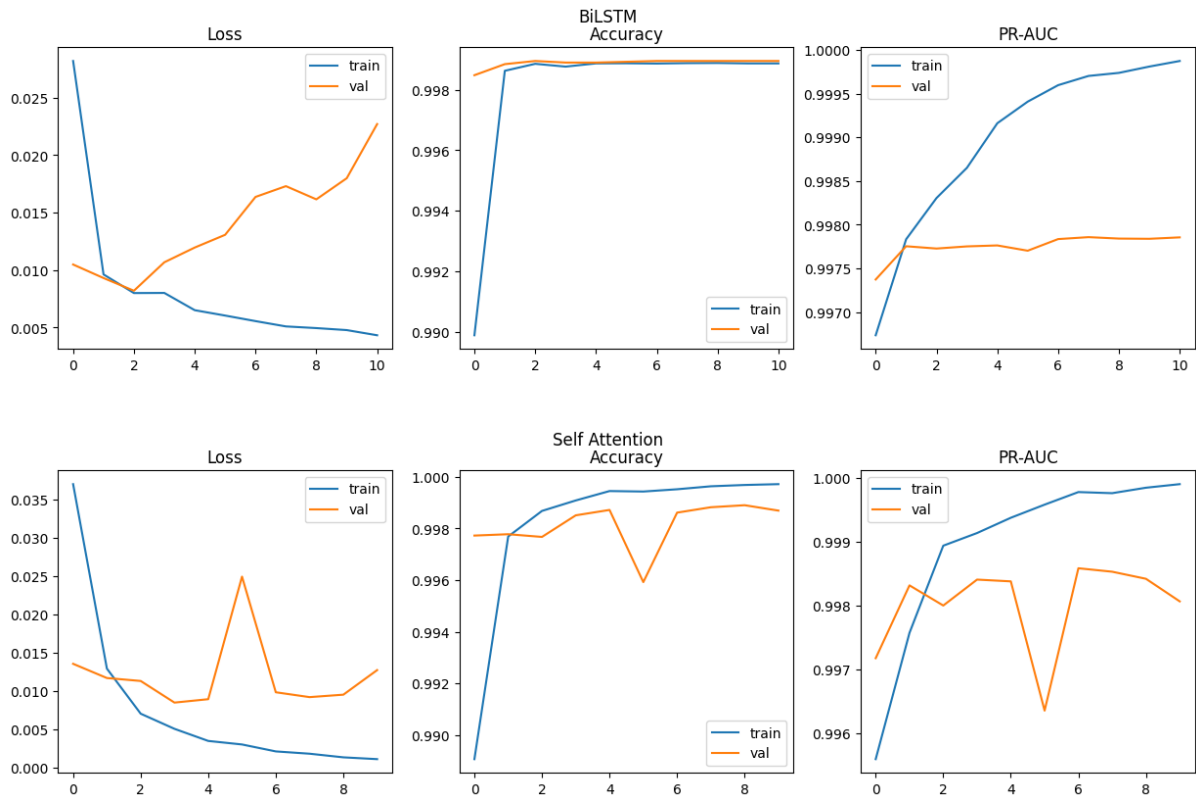 BiLSTM
Loss
Accuracy
PR-AUC
train
val
0.025
0.020
0.015
0.010
0.005
0 2 4 6 8 10
0.998
0.996
0.994
0.992
0.990
train
val
0 2 4 6 8 10
train
val
1.0000
0.9995
0.9990
0.9985
0.9980
0.9975
0.9970
0 2 4 6 8 10
Self Attention
Loss
Accuracy
PR-AUC
train
val
0.035
0.030
0.025
0.020
0.015
0.010
0.005
0.000
0 2 4 6 8
1.000
0.998
0.996
0.994
0.992
0.990
train
val
0 2 4 6 8
train
val
1.000
0.999
0.998
0.997
0.996
0 2 4 6 8